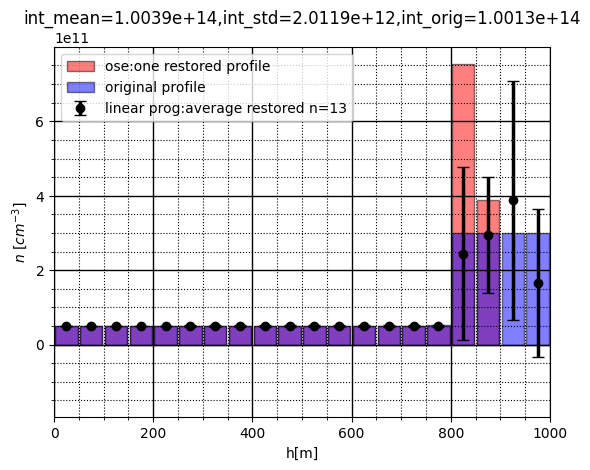 int_mean=1.0039e+14,int_std=2.0119e+12,int_orig=1.0013e+14
1e11
ose:one restored profile
original profile
linear prog:average restored n=13
6
4
2
0
n [cm⁻³]
0 200 400 600 800 1000
h[m]